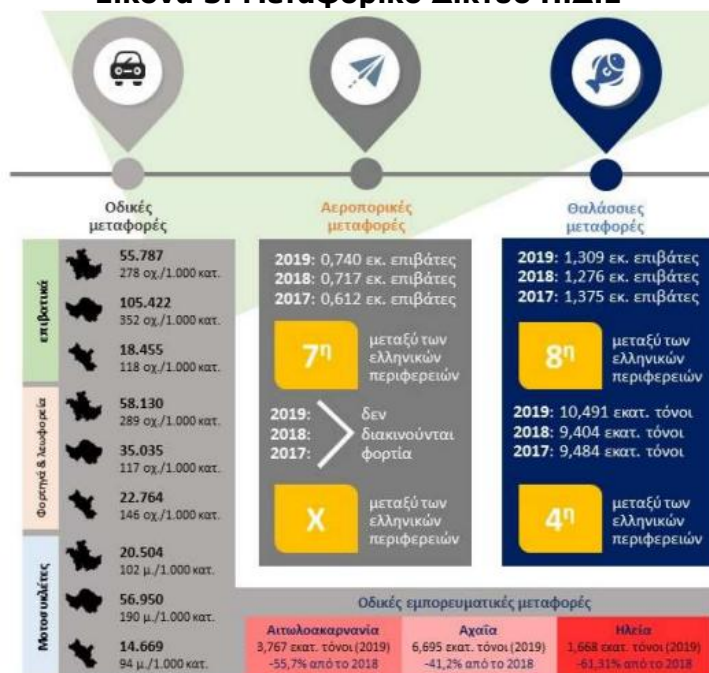 Εικόνα 5: Μεταφορικό Δίκτυο Π.Δ.Ε
Οδικές
μεταφορές
Αεροπορικές
μεταφορές
Θαλάσσιες
μεταφορές
επιβατικά
55.787
278 οχ./1.000 κατ.
105.422
352 οχ./1.000 κατ.
18.455
118 οχ./1.000 κατ.
Φορτηγά & λεωφορεία
58.130
289 οχ./1.000 κατ.
35.035
117 οχ./1.000 κατ.
22.764
146 οχ./1.000 κατ.
Μοτοσυκλέτες
20.504
102 μ./1.000 κατ.
56.950
190 μ./1.000 κατ.
14.669
94 μ./1.000 κατ.
2019: 0,740 εκ. επιβάτες
2018: 0,717 εκ. επιβάτες
2017: 0,612 εκ. επιβάτες
7η
μεταξύ των
ελληνικών
περιφερειών
2019: δεν
2018: διακινούνται
2017: φορτία
X
μεταξύ των
ελληνικών
περιφερειών
2019: 1,309 εκ. επιβάτες
2018: 1,276 εκ. επιβάτες
2017: 1,375 εκ. επιβάτες
8η
μεταξύ των
ελληνικών
περιφερειών
2019: 10,491 εκατ. τόνοι
2018: 9,404 εκατ. τόνοι
2017: 9,484 εκατ. τόνοι
4η
μεταξύ των
ελληνικών
περιφερειών
Οδικές εμπορευματικές μεταφορές
Αιτωλοακαρνανία
3,767 εκατ. τόνοι (2019)
-55,7% από το 2018
Αχαΐα
6,695 εκατ. τόνοι (2019)
-41,2% από το 2018
Ηλεία
1,668 εκατ. τόνοι (2019)
-61,31% από το 2018